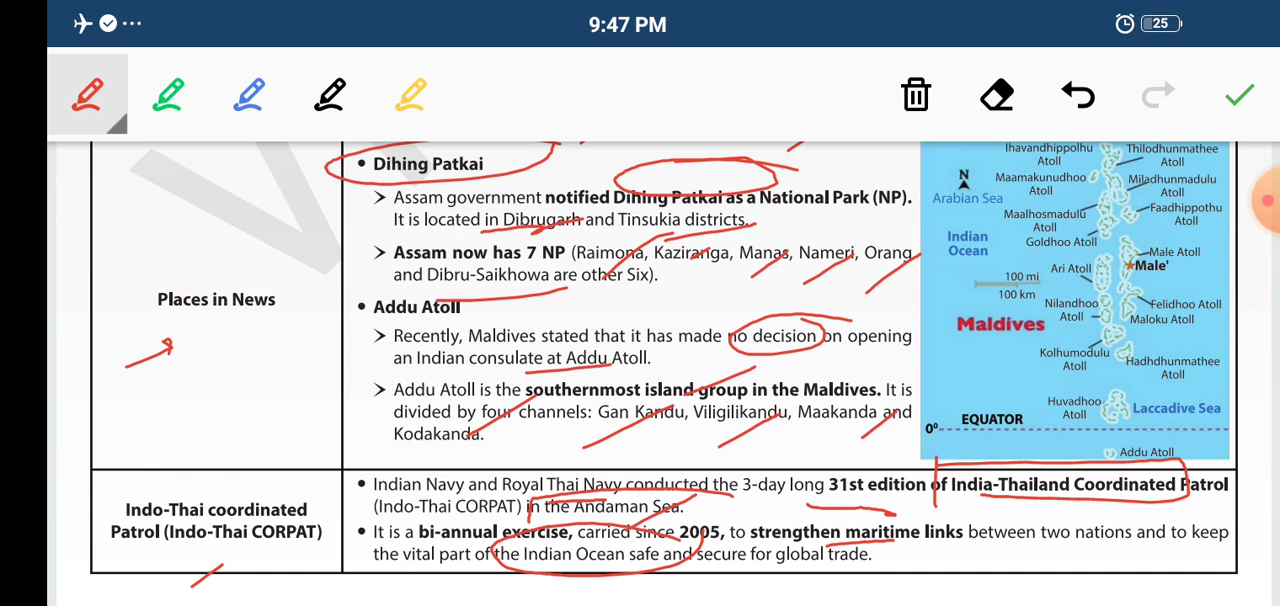 9:47 PM
25
Places in News
• Dihing Patkai
➤ Assam government notified Dihing Patkai as a National Park (NP).
It is located in Dibrugarh and Tinsukia districts.
➤ Assam now has 7 NP (Raimona, Kaziranga, Manas, Nameri, Orang
and Dibru-Saikhowa are other Six).
• Addu Atoll
➤ Recently, Maldives stated that it has made no decision on opening
an Indian consulate at Addu Atoll.
➤ Addu Atoll is the southernmost island group in the Maldives. It is
divided by four channels: Gan Kandu, Viligilikandu, Maakanda and
Kodakanda.
Ihavandhippolhu
Atoll
Thilodhunmathee
Atoll
N
Maamakunudhoo
Atoll
Miladhunmadulu
Atoll
Arabian Sea
Maalhosmadulu
Atoll
Faadhippothu
Atoll
Goldhoo Atoll
Indian
Ocean
Male Atoll
Ari Atoll
Male'
100 mi
100 km
Nilandhoo
Atoll
Felidhoo Atoll
Maloku Atoll
Maldives
Kolhumodulu
Atoll
Hadhdhunmathee
Atoll
Huvadhoo
Atoll
Laccadive Sea
EQUATOR
0°
Addu Atoll
Indo-Thai coordinated
Patrol (Indo-Thai CORPAT)
• Indian Navy and Royal Thai Navy conducted the 3-day long 31st edition of India-Thailand Coordinated Patrol
(Indo-Thai CORPAT) in the Andaman Sea.
• It is a bi-annual exercise, carried since 2005, to strengthen maritime links between two nations and to keep
the vital part of the Indian Ocean safe and secure for global trade.